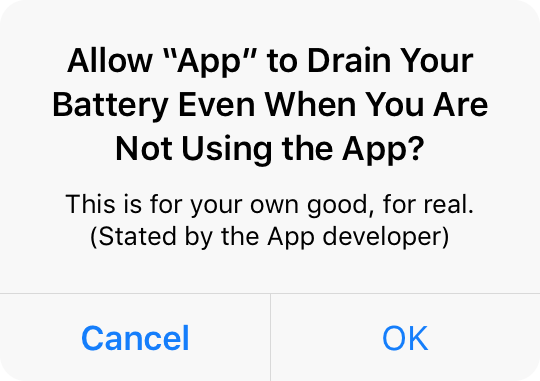 Allow “App” to Drain Your
Battery Even When You Are
Not Using the App?
This is for your own good, for real.
(Stated by the App developer)
Cancel
OK